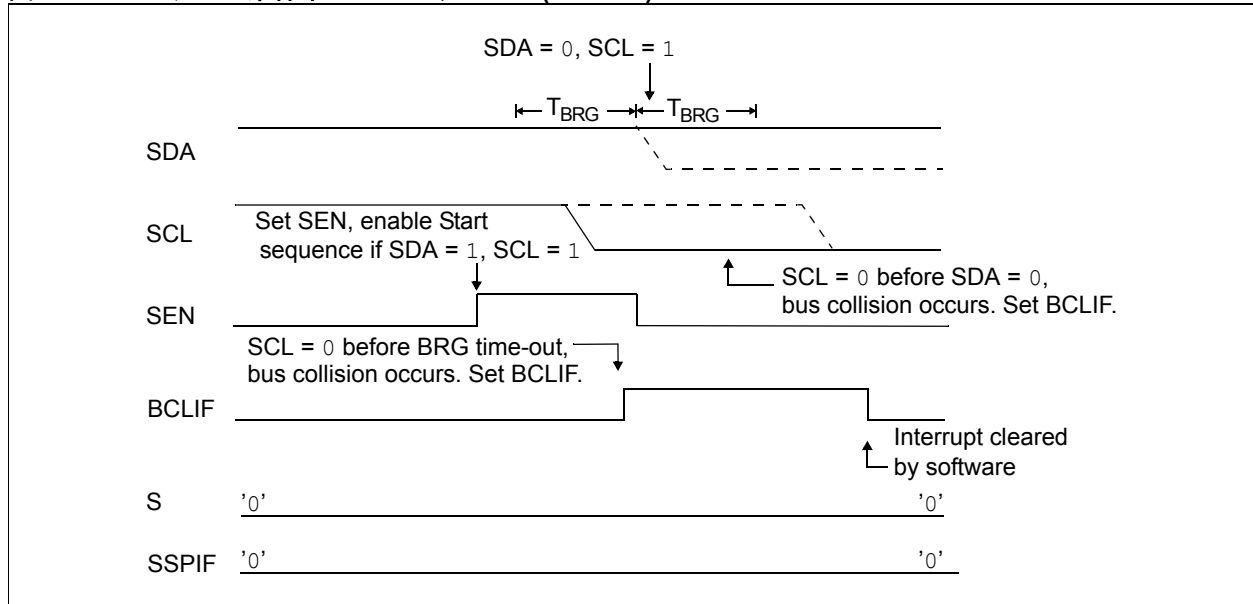 SDA = 0, SCL = 1
TBRG TBRG
SDA
SCL
Set SEN, enable Start
sequence if SDA = 1, SCL = 1
SCL = 0 before SDA = 0,
bus collision occurs. Set BCLIF.
SEN
SCL = 0 before BRG time-out,
bus collision occurs. Set BCLIF.
BCLIF
Interrupt cleared
by software
S '0' '0'
SSPIF '0' '0'